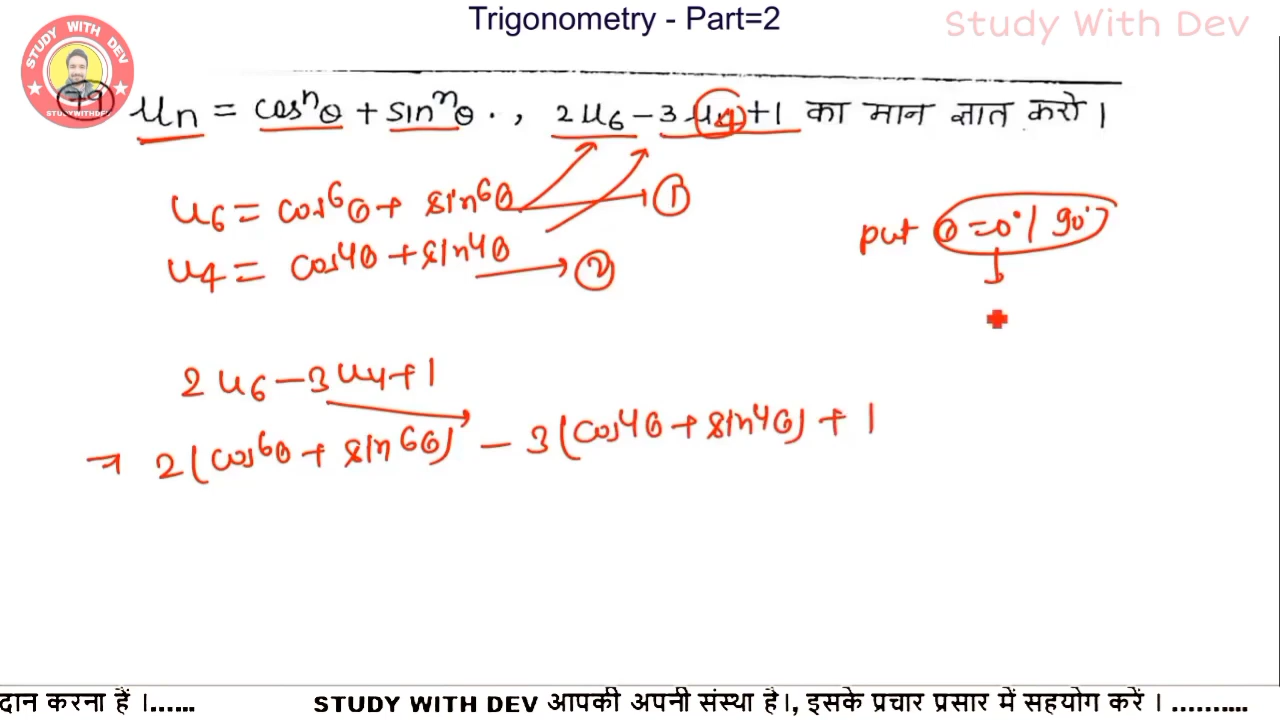 Trigonometry - Part=2
Study With Dev
STUDY WITH DEV
STUDYWITHDEV
99 un = cosⁿθ + sinⁿθ . , 2u₆ - 3u₄ + 1 का मान ज्ञात करो ।
u₆ = cos⁶θ + sin⁶θ → ①
u₄ = cos⁴θ + sin⁴θ → ②
put θ = 0° / 90°
2u₆ - 3u₄ + 1
→ 2(cos⁶θ + sin⁶θ) - 3(cos⁴θ + sin⁴θ) + 1
दान करना हैं ।...... STUDY WITH DEV आपकी अपनी संस्था है।, इसके प्रचार प्रसार में सहयोग करें । ..........